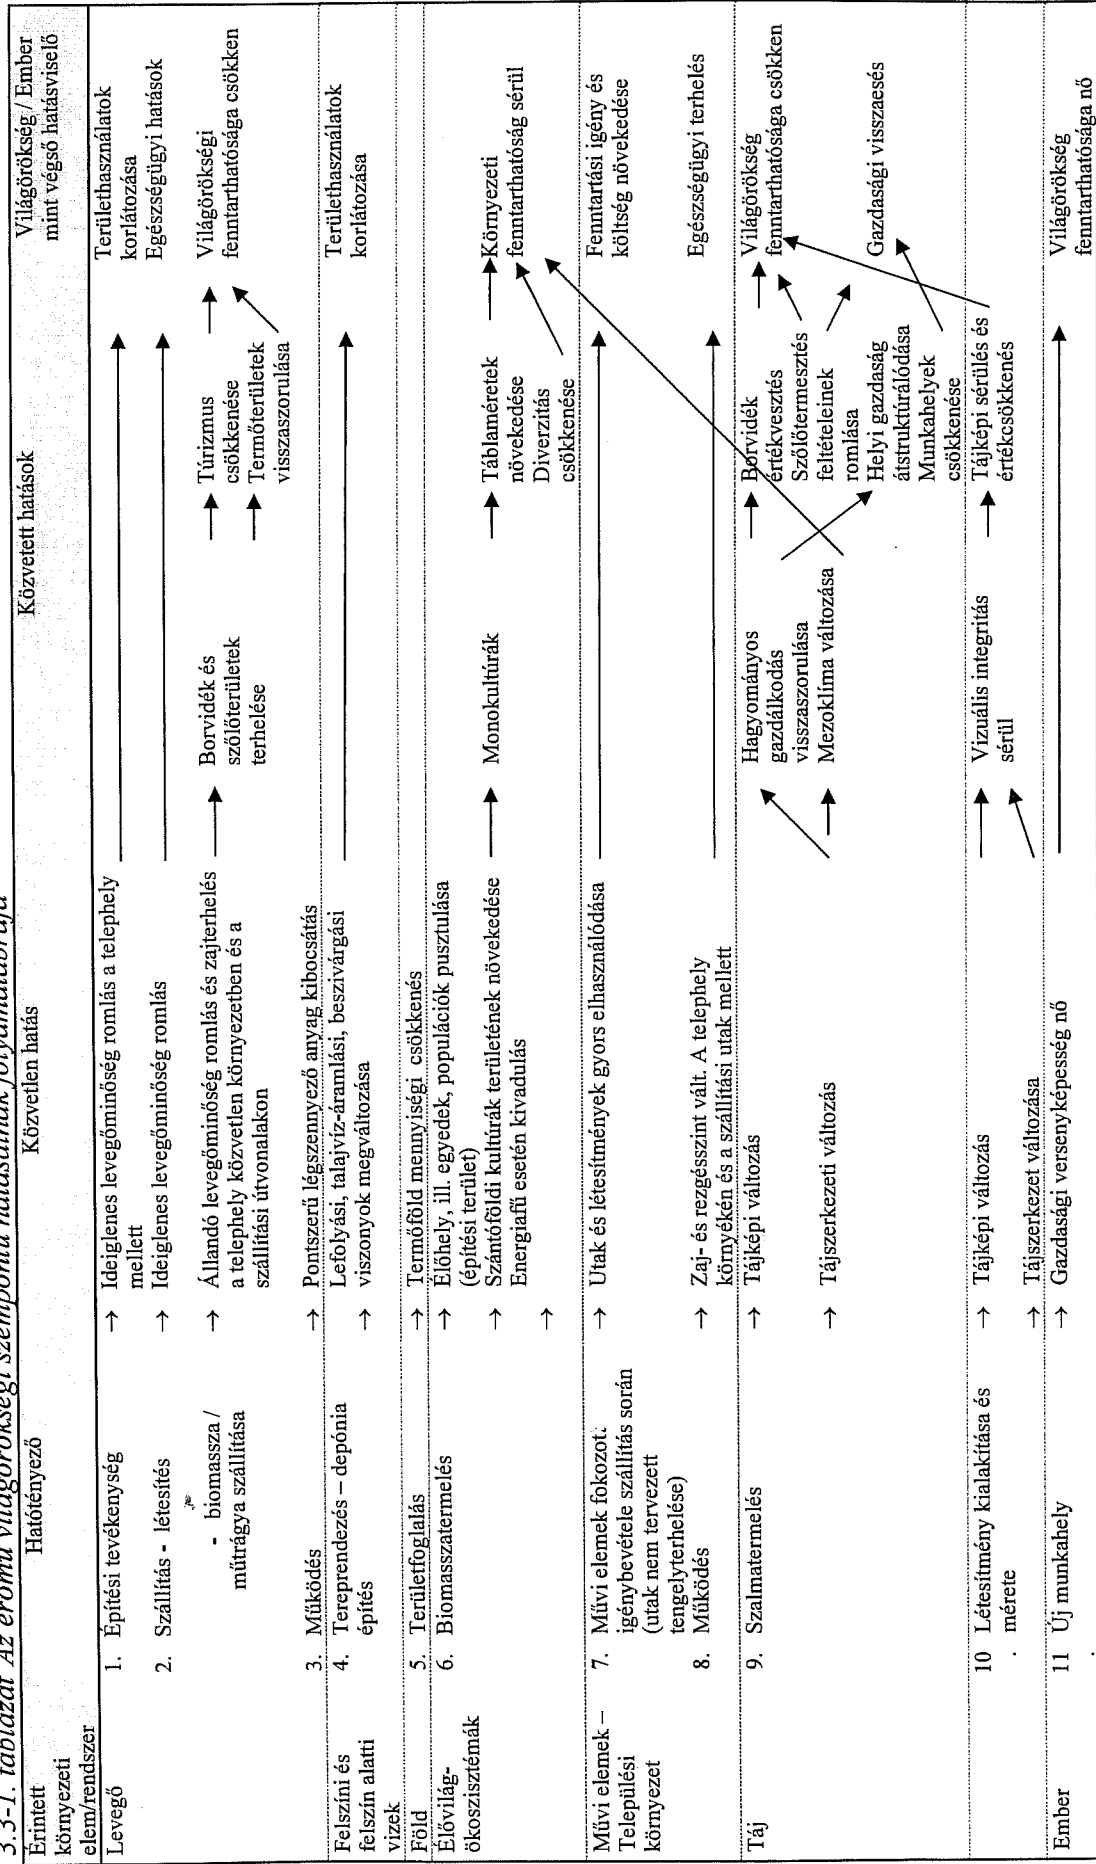 3.3-1. táblázat Az erőmű világörökségi szempontú hatásainak folyamatábrája
Érintett
környezeti
elem/rendszer
Hatótényező
Közvetlen hatás
Közvetett hatások
Világörökség / Ember
mint végső hatásviselő
Levegő
1. Építési tevékenység
→ Ideiglenes levegőminőség romlás a telephely
mellett
Területhasználatok
korlátozása
2. Szállítás - létesítés
→ Ideiglenes levegőminőség romlás
Egészségügyi hatások
- biomassza /
műtrágya szállítása
→ Állandó levegőminőség romlás és zajterhelés
a telephely közvetlen környezetben és a
szállítási útvonalakon
Borvidék és
szőlőterületek
terhelése
Túrizmus
csökkenése
Termőterületek
visszaszorulása
Világörökségi
fenntarthatósága csökken
3. Működés
→ Pontszerű légszennyező anyag kibocsátás
Felszíni és
felszín alatti
vizek
4. Tereprendezés – depónia
építés
Lefolyási, talajvíz-áramlási, beszivárgási
→ viszonyok megváltozása
Területhasználatok
korlátozása
Föld
5. Területfoglalás
→ Termőföld mennyiségi csökkenés
Élővilág-
ökoszisztémák
6. Biomasszatermelés
→ Élőhely, ill. egyedek, populációk pusztulása
(építési terület)
→ Szántóföldi kultúrák területének növekedése
Energiafű esetén kivadulás
→
Monokultúrák
Táblaméretek
növekedése
Diverzitás
csökkenése
Környezeti
fenntarthatóság sérül
Művi elemek –
Települési
környezet
7. Művi elemek fokozot.
igénybevétele szállítás során
(utak nem tervezett
tengelyterhelése)
→ Utak és létesítmények gyors elhasználódása
Fenntartási igény és
költség növekedése
8. Működés
→ Zaj- és rezgésszint vált. A telephely
környékén és a szállítási utak mellett
Egészségügyi terhelés
Táj
9. Szalmatermelés
→ Tájképi változás
→ Tájszerkezeti változás
Hagyományos
gazdálkodás
visszaszorulása
Mezoklíma változása
Borvidék
értékvesztés
Szőlőtermesztés
feltételeinek
romlása
Helyi gazdaság
átstruktúrálódása
Munkahelyek
csökkenése
Világörökség
fenntarthatósága csökken
Gazdasági visszaesés
10 Létesítmény kialakítása és
. mérete
→ Tájképi változás
→ Tájszerkezet változása
Vizuális integritás
sérül
Tájképi sérülés és
értékcsökkenés
Ember
11 Új munkahely
.
→ Gazdasági versenyképesség nő
Világörökség
fenntarthatósága nő